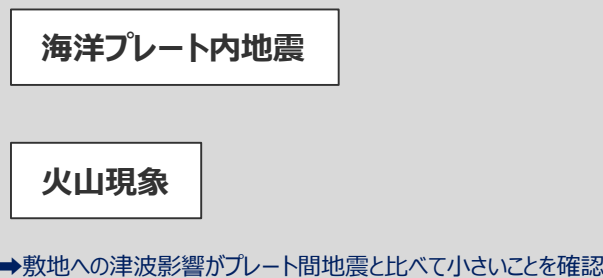 海洋プレート内地震
火山現象
➡敷地への津波影響がプレート間地震と比べて小さいことを確認